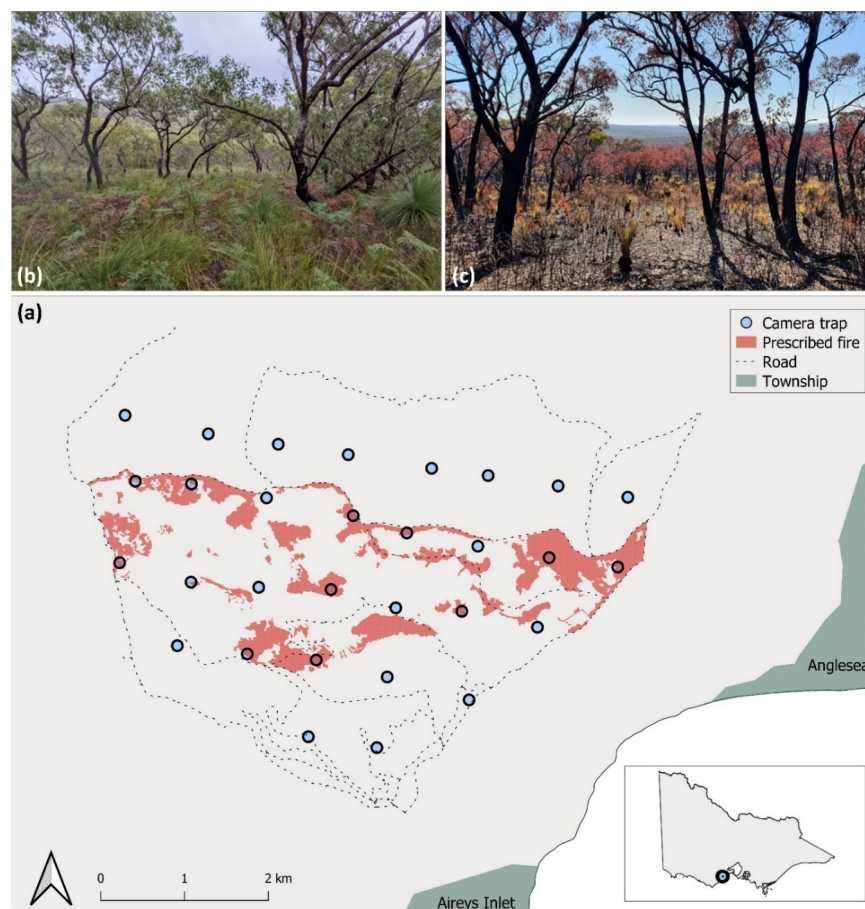 (b)
(c)
(a)
Camera trap
Prescribed fire
Road
Township
Anglesea
0 1 2 km
Aireys Inlet